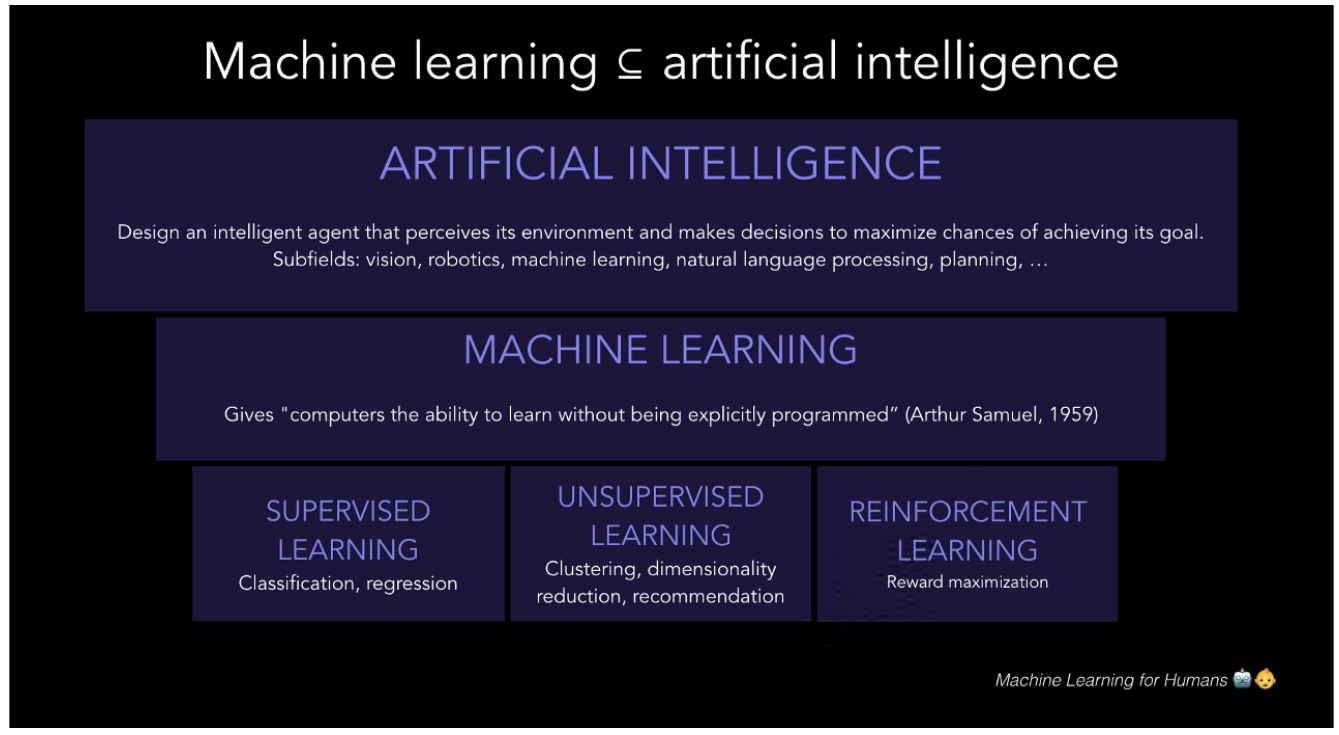 Machine learning ⊆ artificial intelligence
ARTIFICIAL INTELLIGENCE
Design an intelligent agent that perceives its environment and makes decisions to maximize chances of achieving its goal.
Subfields: vision, robotics, machine learning, natural language processing, planning, …
MACHINE LEARNING
Gives "computers the ability to learn without being explicitly programmed” (Arthur Samuel, 1959)
SUPERVISED
LEARNING
Classification, regression
UNSUPERVISED
LEARNING
Clustering, dimensionality
reduction, recommendation
REINFORCEMENT
LEARNING
Reward maximization
Machine Learning for Humans 🤖👶